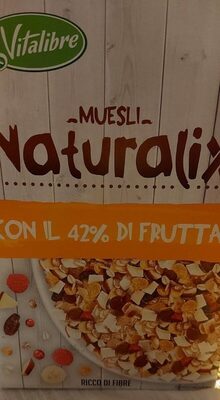 Vitalibre
MUESLI
Naturalix
CON IL 42% DI FRUTTA
RICCO DI FIBRE